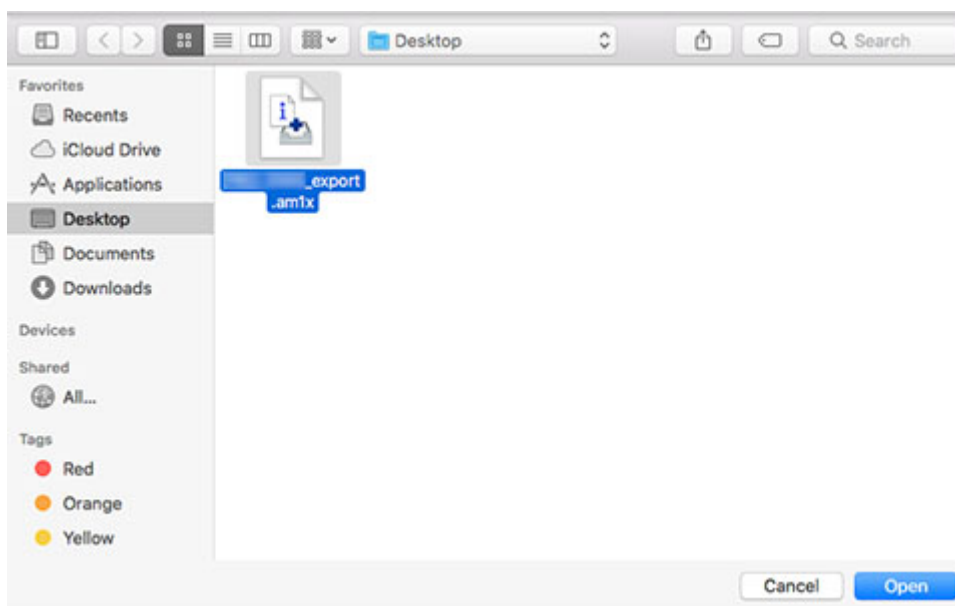 Desktop
Search
Favorites
Recents
iCloud Drive
Applications
Desktop
Documents
Downloads
Devices
Shared
All...
Tags
Red
Orange
Yellow
i
_export
.am1x
Cancel
Open